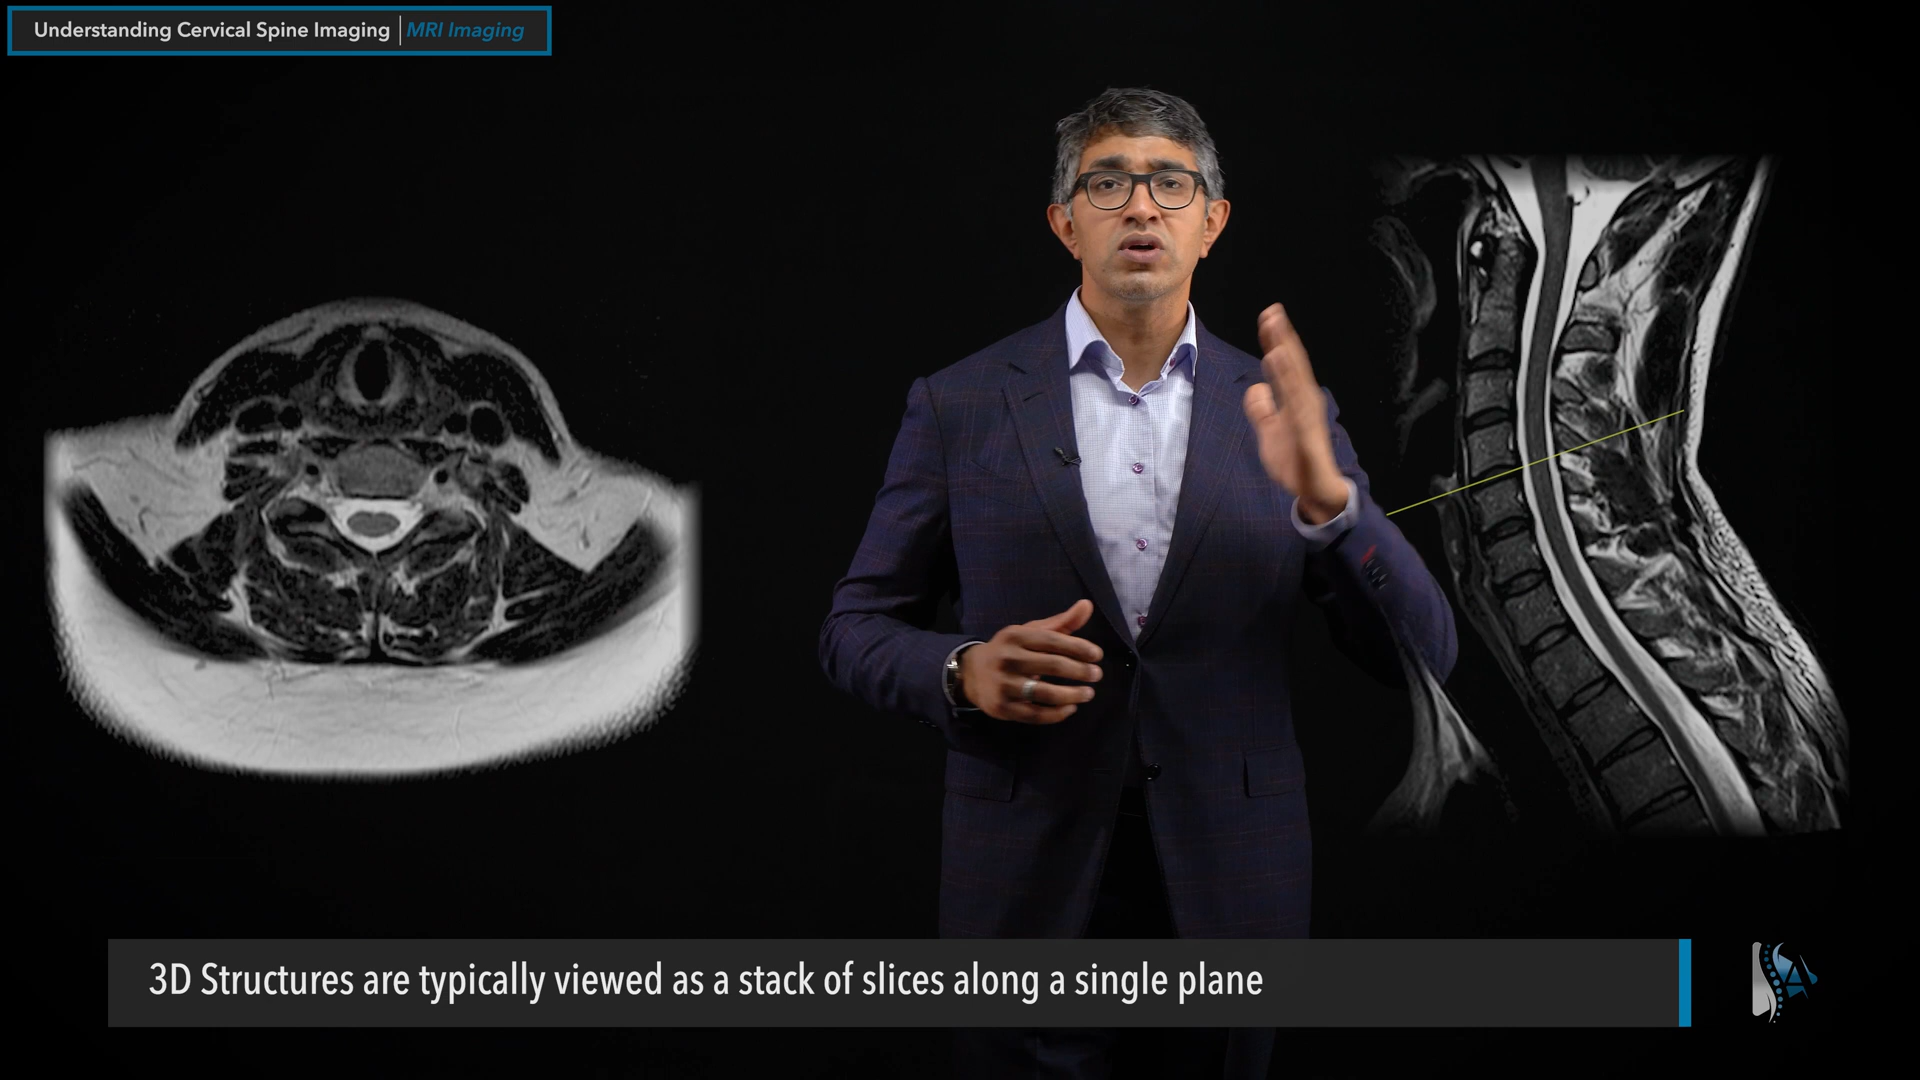 Understanding Cervical Spine Imaging | MRI Imaging
3D Structures are typically viewed as a stack of slices along a single plane